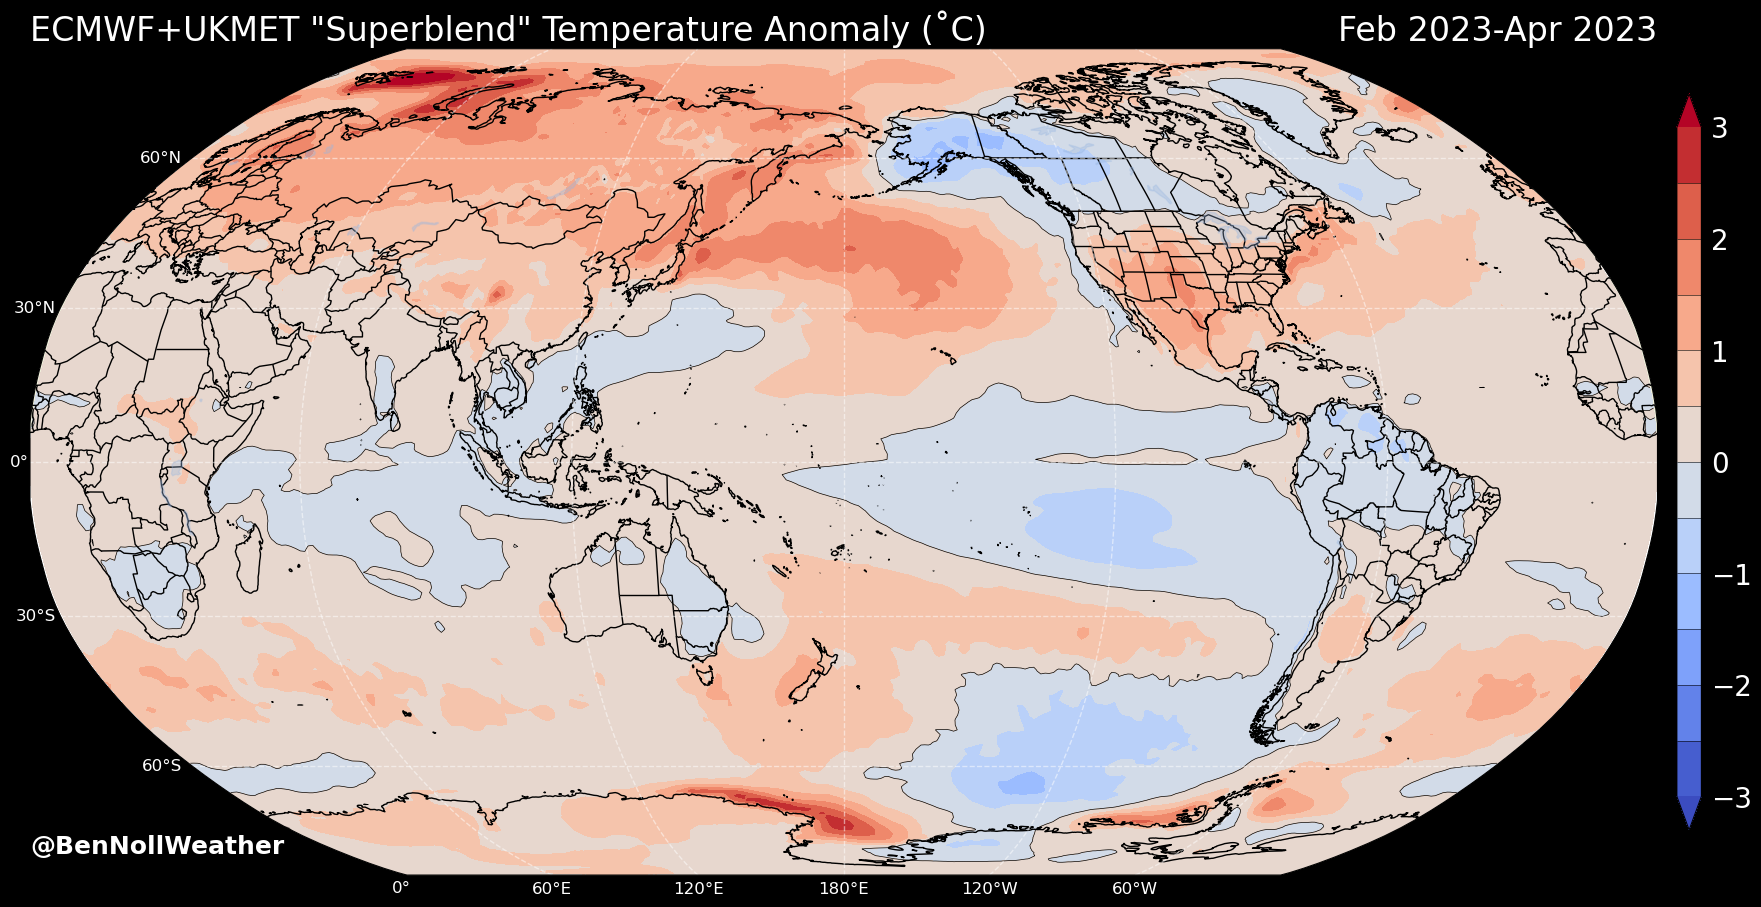 ECMWF+UKMET "Superblend" Temperature Anomaly (˚C)
Feb 2023-Apr 2023
60°N
30°N
0°
30°S
60°S
3
2
1
0
−1
−2
−3
@BenNollWeather
0°
60°E
120°E
180°E
120°W
60°W